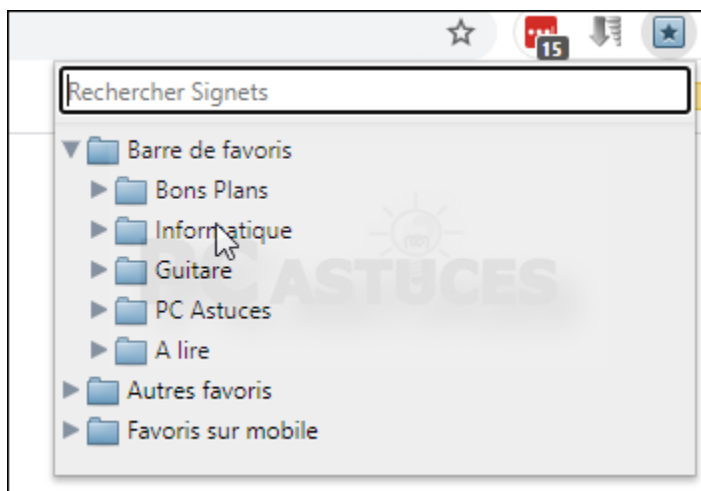 15
Rechercher Signets
Barre de favoris
Bons Plans
Informatique
Guitare
PC Astuces
A lire
Autres favoris
Favoris sur mobile
PC ASTUCES